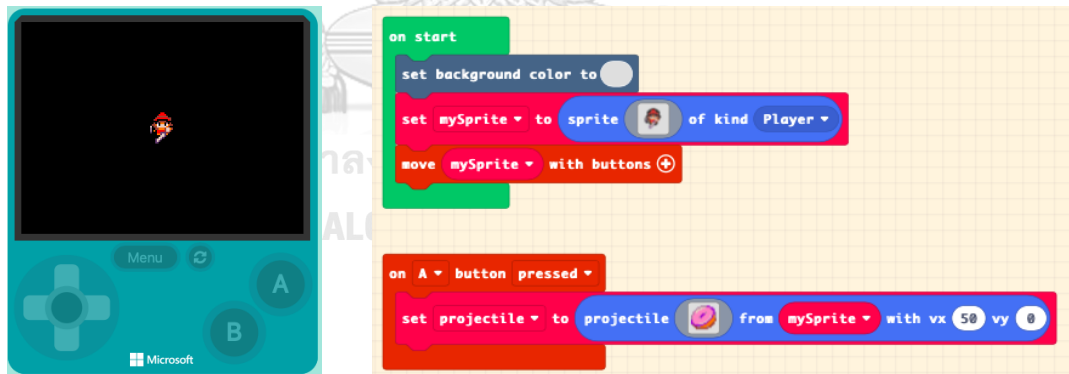 on start
set background color to
set mySprite to sprite of kind Player
move mySprite with buttons
Menu
A
B
Microsoft
on A button pressed
set projectile to projectile from mySprite with vx 50 vy 0